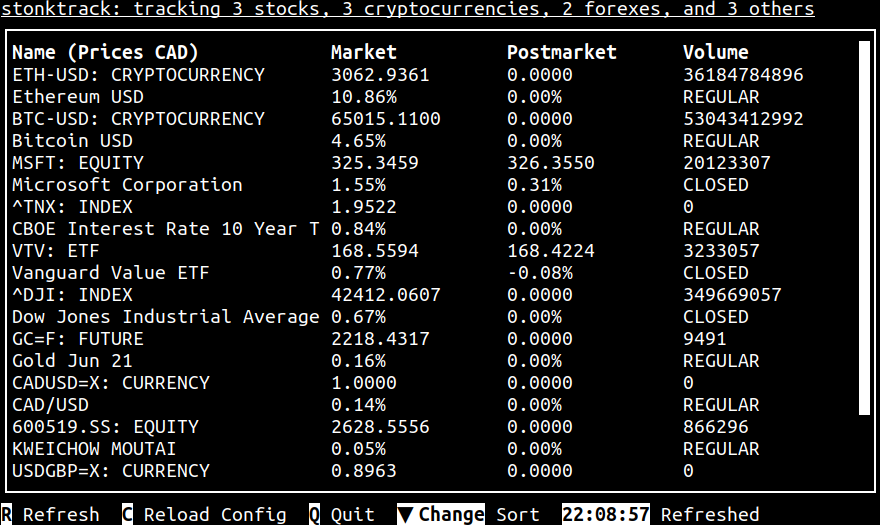 stonktrack: tracking 3 stocks, 3 cryptocurrencies, 2 forexes, and 3 others
Name (Prices CAD) Market Postmarket Volume
ETH-USD: CRYPTOCURRENCY 3062.9361 0.0000 36184784896
Ethereum USD 10.86% 0.00% REGULAR
BTC-USD: CRYPTOCURRENCY 65015.1100 0.0000 53043412992
Bitcoin USD 4.65% 0.00% REGULAR
MSFT: EQUITY 325.3459 326.3550 20123307
Microsoft Corporation 1.55% 0.31% CLOSED
^TNX: INDEX 1.9522 0.0000 0
CBOE Interest Rate 10 Year T 0.84% 0.00% REGULAR
VTV: ETF 168.5594 168.4224 3233057
Vanguard Value ETF 0.77% -0.08% CLOSED
^DJI: INDEX 42412.0607 0.0000 349669057
Dow Jones Industrial Average 0.67% 0.00% CLOSED
GC=F: FUTURE 2218.4317 0.0000 9491
Gold Jun 21 0.16% 0.00% REGULAR
CADUSD=X: CURRENCY 1.0000 0.0000 0
CAD/USD 0.14% 0.00% REGULAR
600519.SS: EQUITY 2628.5556 0.0000 866296
KWEICHOW MOUTAI 0.05% 0.00% REGULAR
USDGBP=X: CURRENCY 0.8963 0.0000 0
R Refresh C Reload Config Q Quit ▼Change Sort 22:08:57 Refreshed